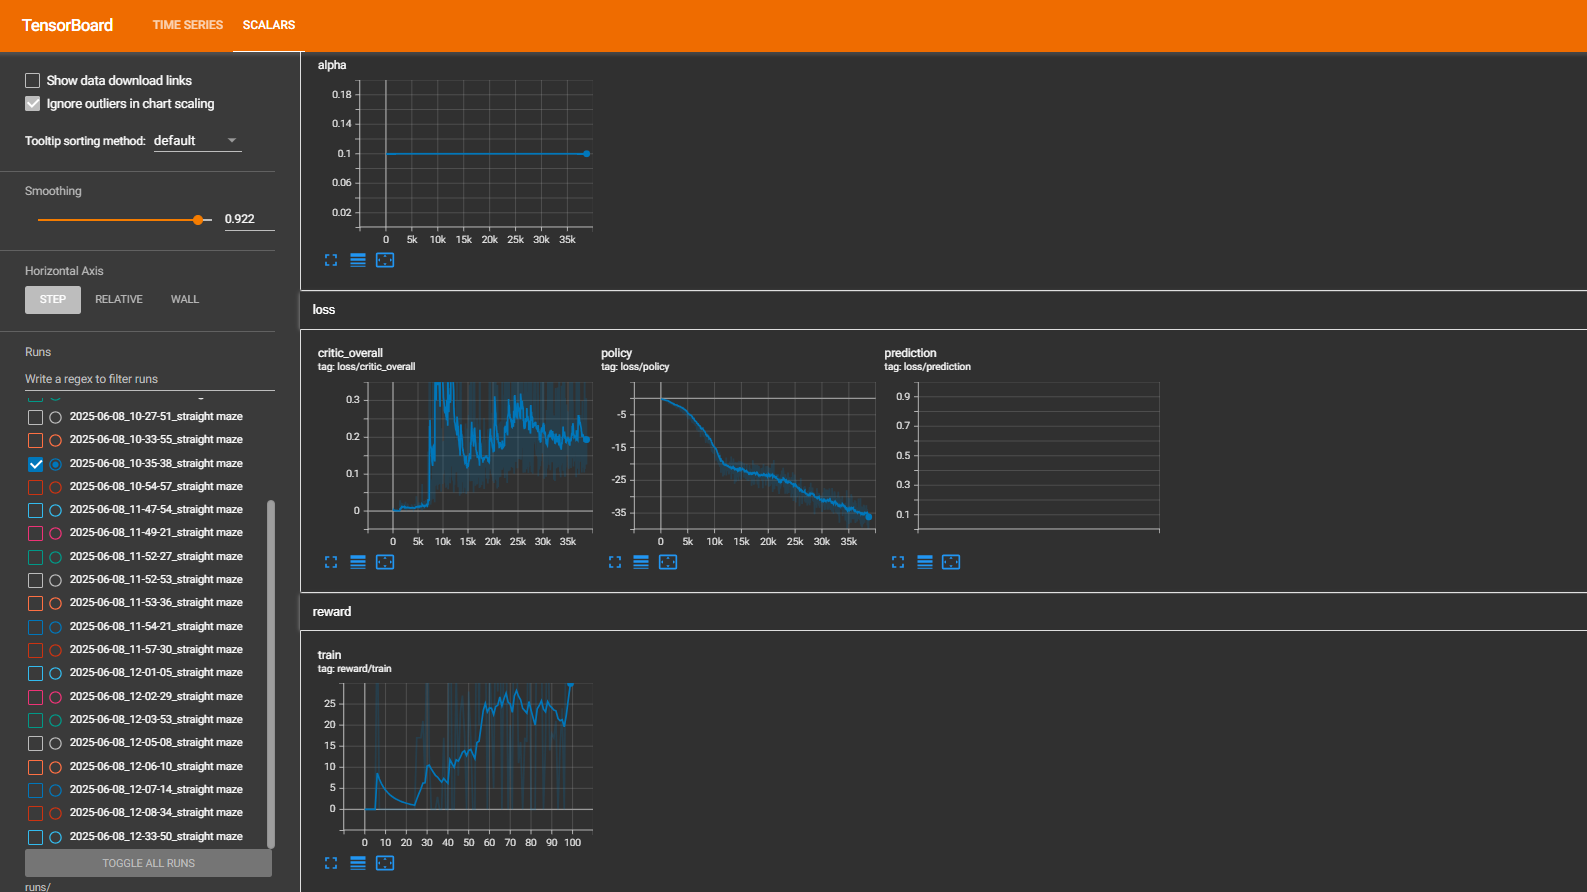 TensorBoard
TIME SERIES
SCALARS
Show data download links
Ignore outliers in chart scaling
Tooltip sorting method: default
Smoothing
0.922
Horizontal Axis
STEP RELATIVE WALL
Runs
Write a regex to filter runs
2025-06-08_10-27-51_straight maze
2025-06-08_10-33-55_straight maze
2025-06-08_10-35-38_straight maze
2025-06-08_10-54-57_straight maze
2025-06-08_11-47-54_straight maze
2025-06-08_11-49-21_straight maze
2025-06-08_11-52-27_straight maze
2025-06-08_11-52-53_straight maze
2025-06-08_11-53-36_straight maze
2025-06-08_11-54-21_straight maze
2025-06-08_11-57-30_straight maze
2025-06-08_12-01-05_straight maze
2025-06-08_12-02-29_straight maze
2025-06-08_12-03-53_straight maze
2025-06-08_12-05-08_straight maze
2025-06-08_12-06-10_straight maze
2025-06-08_12-07-14_straight maze
2025-06-08_12-08-34_straight maze
2025-06-08_12-33-50_straight maze
TOGGLE ALL RUNS
runs/
alpha
0.18
0.14
0.1
0.06
0.02
0 5k 10k 15k 20k 25k 30k 35k
loss
critic_overall
tag: loss/critic_overall
0.3
0.2
0.1
0
0 5k 10k 15k 20k 25k 30k 35k
policy
tag: loss/policy
-5
-15
-25
-35
0 5k 10k 15k 20k 25k 30k 35k
prediction
tag: loss/prediction
0.9
0.7
0.5
0.3
0.1
reward
train
tag: reward/train
25
20
15
10
5
0
0 10 20 30 40 50 60 70 80 90 100